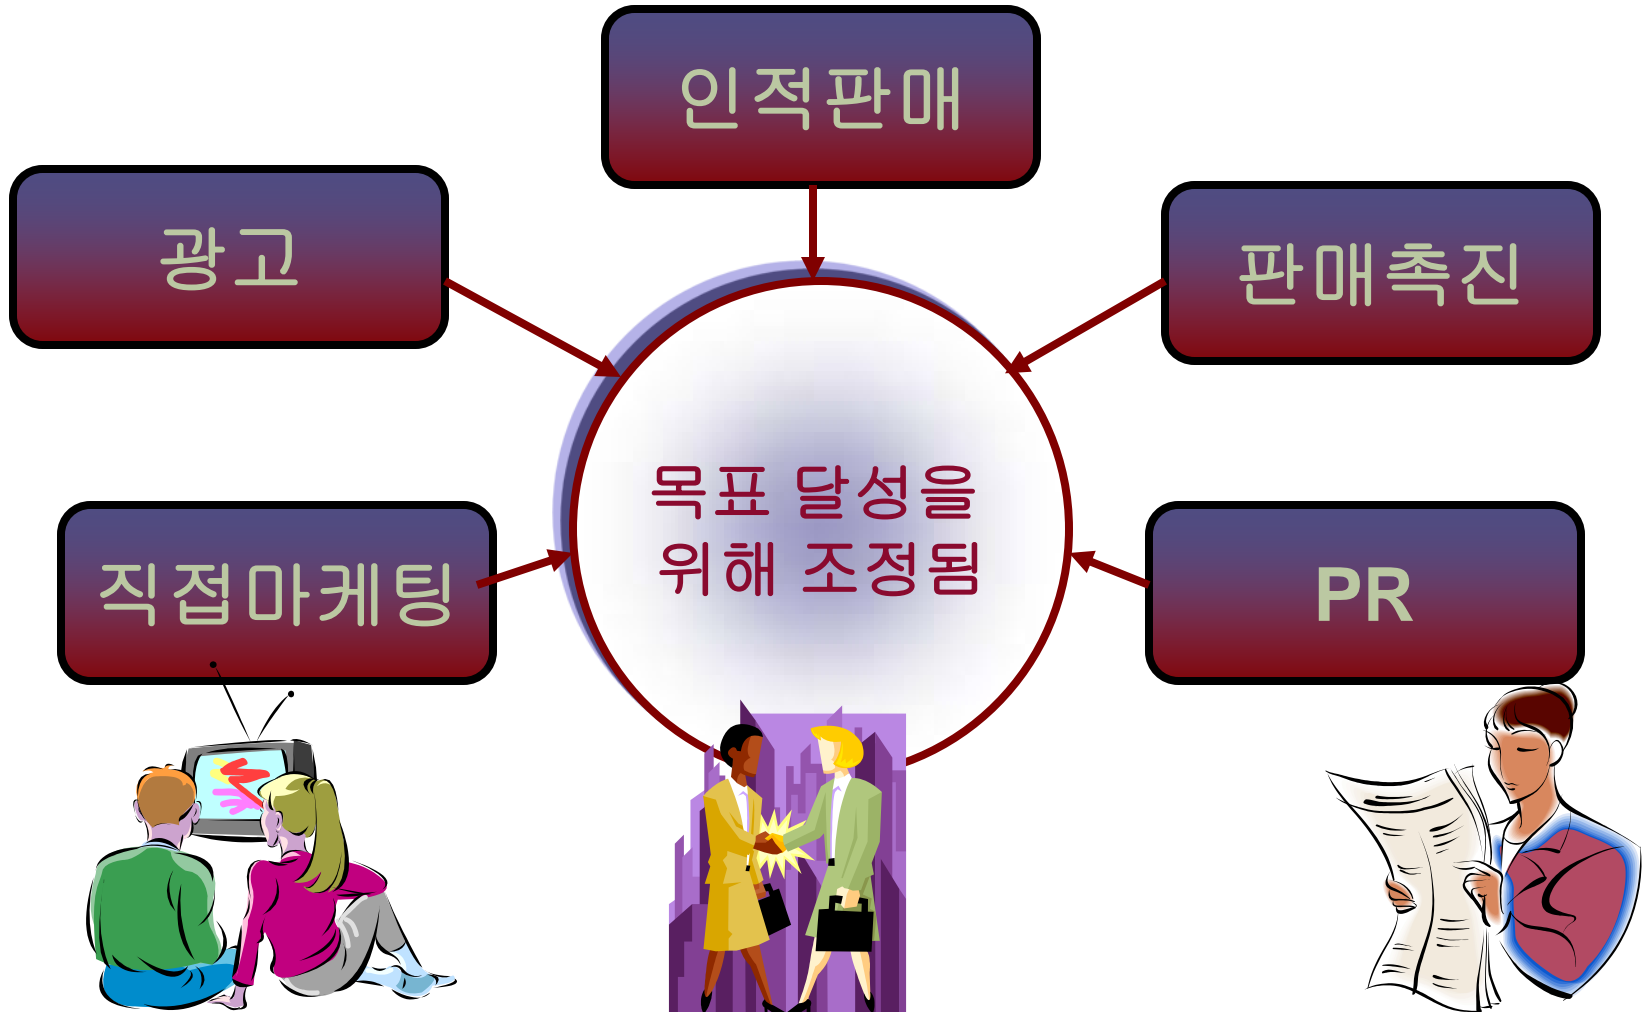 인적판매
광고
판매촉진
목표 달성을
위해 조정됨
직접마케팅
PR